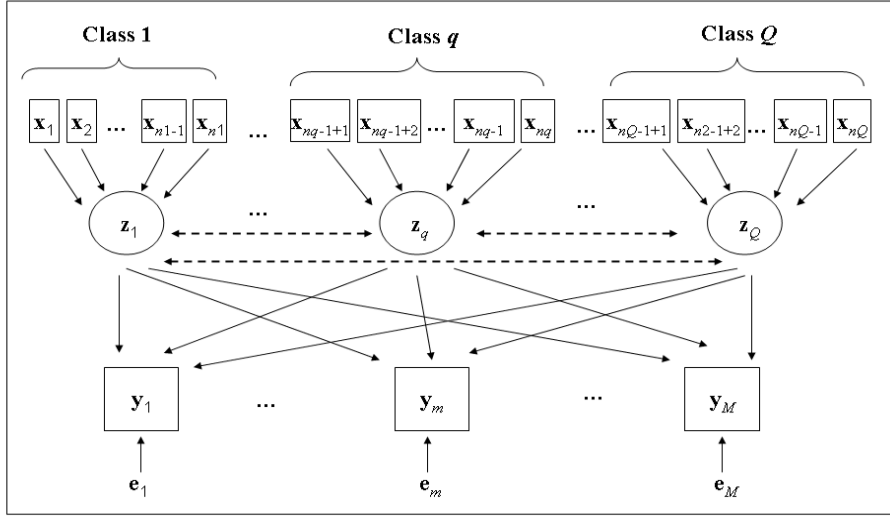 Class 1 Class q Class Q
x1 x2 ... xn1-1 xn1 ... xnq-1+1 xnq-1+2 ... xnq-1 xnq ... xnQ-1+1 xn2-1+2 ... xnQ-1 xnQ
... ...
z1 zq zQ
y1 ... ym ... yM
e1 em eM